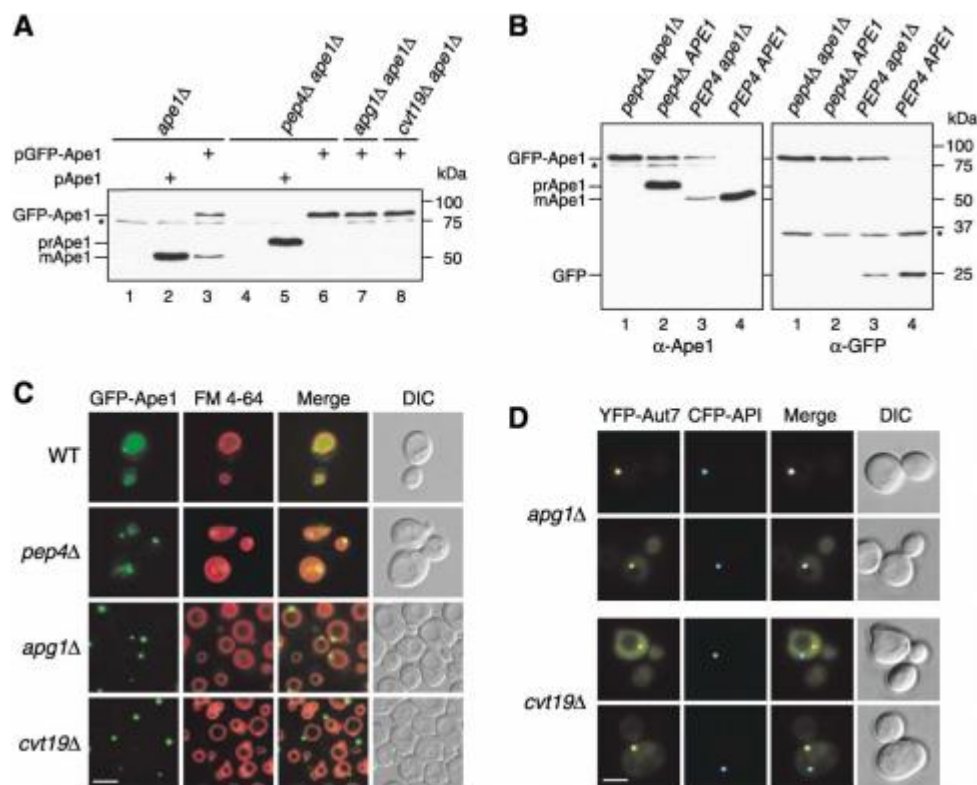 A
ape1Δ
pep4Δ ape1Δ
apg1Δ ape1Δ
cvt19Δ ape1Δ
pGFP-Ape1 + + + +
pApe1 + + kDa
GFP-Ape1 100
* 75
prApe1
mApe1 50
1 2 3 4 5 6 7 8
B
pep4Δ ape1Δ
pep4Δ APE1
PEP4 ape1Δ
PEP4 APE1
pep4Δ ape1Δ
pep4Δ APE1
PEP4 ape1Δ
PEP4 APE1
kDa
GFP-Ape1 100
* 75
prApe1
mApe1 50
37
*
GFP 25
1 2 3 4 1 2 3 4
α-Ape1 α-GFP
C
GFP-Ape1 FM 4-64 Merge DIC
WT
pep4Δ
apg1Δ
cvt19Δ
D
YFP-Aut7 CFP-API Merge DIC
apg1Δ
cvt19Δ